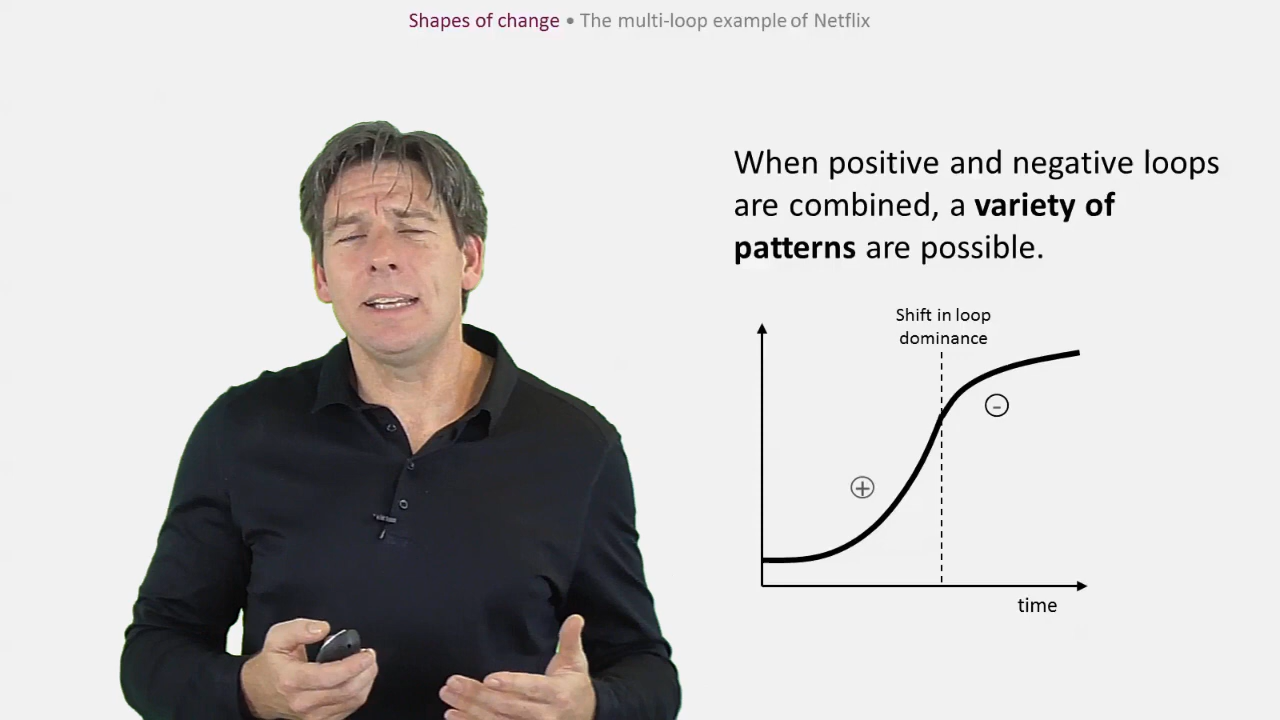 Shapes of change • The multi-loop example of Netflix
When positive and negative loops
are combined, a variety of
patterns are possible.
Shift in loop
dominance
+
-
time